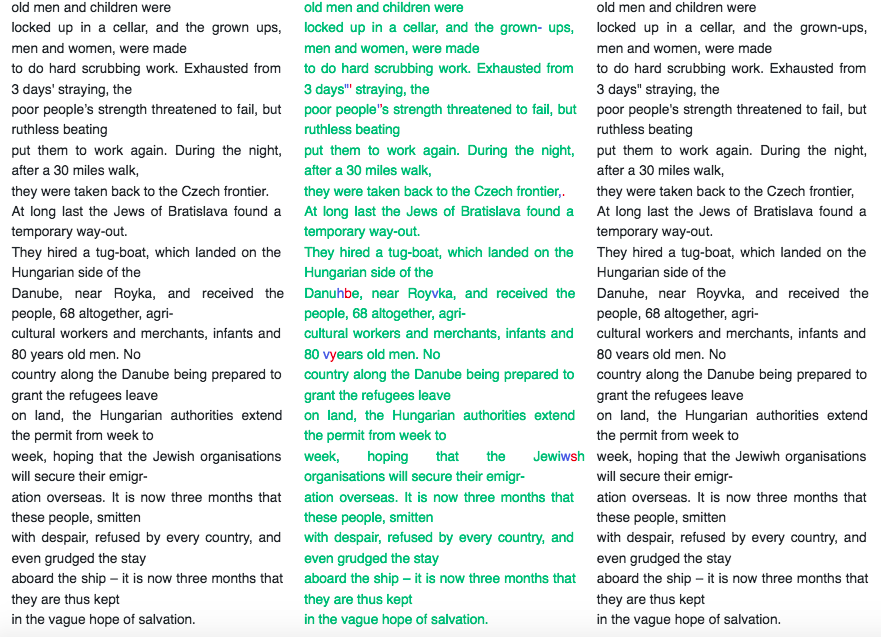 old men and children were
locked up in a cellar, and the grown ups,
men and women, were made
to do hard scrubbing work. Exhausted from
3 days' straying, the
poor people’s strength threatened to fail, but
ruthless beating
put them to work again. During the night,
after a 30 miles walk,
they were taken back to the Czech frontier.
At long last the Jews of Bratislava found a
temporary way-out.
They hired a tug-boat, which landed on the
Hungarian side of the
Danube, near Royka, and received the
people, 68 altogether, agri-
cultural workers and merchants, infants and
80 years old men. No
country along the Danube being prepared to
grant the refugees leave
on land, the Hungarian authorities extend
the permit from week to
week, hoping that the Jewish organisations
will secure their emigr-
ation overseas. It is now three months that
these people, smitten
with despair, refused by every country, and
even grudged the stay
aboard the ship – it is now three months that
they are thus kept
in the vague hope of salvation.
old men and children were
locked up in a cellar, and the grown- ups,
men and women, were made
to do hard scrubbing work. Exhausted from
3 days"' straying, the
poor people'’s strength threatened to fail, but
ruthless beating
put them to work again. During the night,
after a 30 miles walk,
they were taken back to the Czech frontier,.
At long last the Jews of Bratislava found a
temporary way-out.
They hired a tug-boat, which landed on the
Hungarian side of the
Danuhbe, near Royvka, and received the
people, 68 altogether, agri-
cultural workers and merchants, infants and
80 vyears old men. No
country along the Danube being prepared to
grant the refugees leave
on land, the Hungarian authorities extend
the permit from week to
week, hoping that the Jewiwsh
organisations will secure their emigr-
ation overseas. It is now three months that
these people, smitten
with despair, refused by every country, and
even grudged the stay
aboard the ship – it is now three months that
they are thus kept
in the vague hope of salvation.
old men and children were
locked up in a cellar, and the grown-ups,
men and women, were made
to do hard scrubbing work. Exhausted from
3 days" straying, the
poor people's strength threatened to fail, but
ruthless beating
put them to work again. During the night,
after a 30 miles walk,
they were taken back to the Czech frontier,
At long last the Jews of Bratislava found a
temporary way-out.
They hired a tug-boat, which landed on the
Hungarian side of the
Danuhe, near Royvka, and received the
people, 68 altogether, agri-
cultural workers and merchants, infants and
80 vears old men. No
country along the Danube being prepared to
grant the refugees leave
on land, the Hungarian authorities extend
the permit from week to
week, hoping that the Jewiwh organisations
will secure their emigr-
ation overseas. It is now three months that
these people, smitten
with despair, refused by every country, and
even grudged the stay
aboard the ship – it is now three months that
they are thus kept
in the vague hope of salvation.